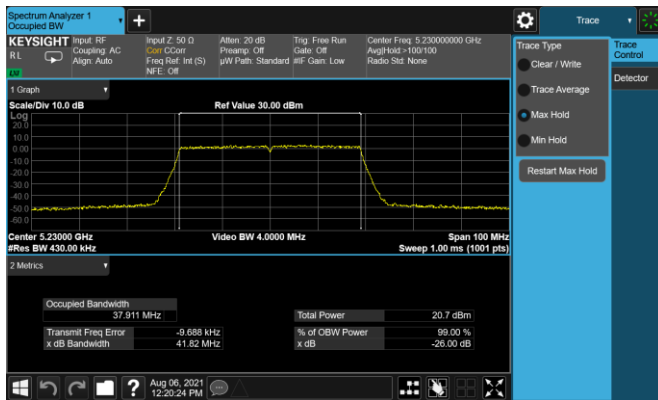 Spectrum Analyzer 1
Occupied BW
Trace
KEYSIGHT
R L
Input: RF
Coupling: AC
Align: Auto
Input Z: 50 Ω
Corr CCorr
Freq Ref: Int (S)
NFE: Off
Atten: 20 dB
Preamp: Off
µW Path: Standard
Trig: Free Run
Gate: Off
#IF Gain: Low
Center Freq: 5.230000000 GHz
Avg|Hold:>100/100
Radio Std: None
1 Graph
Scale/Div 10.0 dB
Ref Value 30.00 dBm
Log
20.0
10.0
0.00
-10.0
-20.0
-30.0
-40.0
-50.0
-60.0
Center 5.23000 GHz
#Res BW 430.00 kHz
Video BW 4.0000 MHz
Span 100 MHz
Sweep 1.00 ms (1001 pts)
2 Metrics
Occupied Bandwidth
37.911 MHz
Total Power 20.7 dBm
Transmit Freq Error -9.688 kHz
% of OBW Power 99.00 %
x dB Bandwidth 41.82 MHz
x dB -26.00 dB
Aug 06, 2021
12:20:24 PM
Trace Type
Clear / Write
Trace Average
Max Hold
Min Hold
Restart Max Hold
Trace
Control
Detector